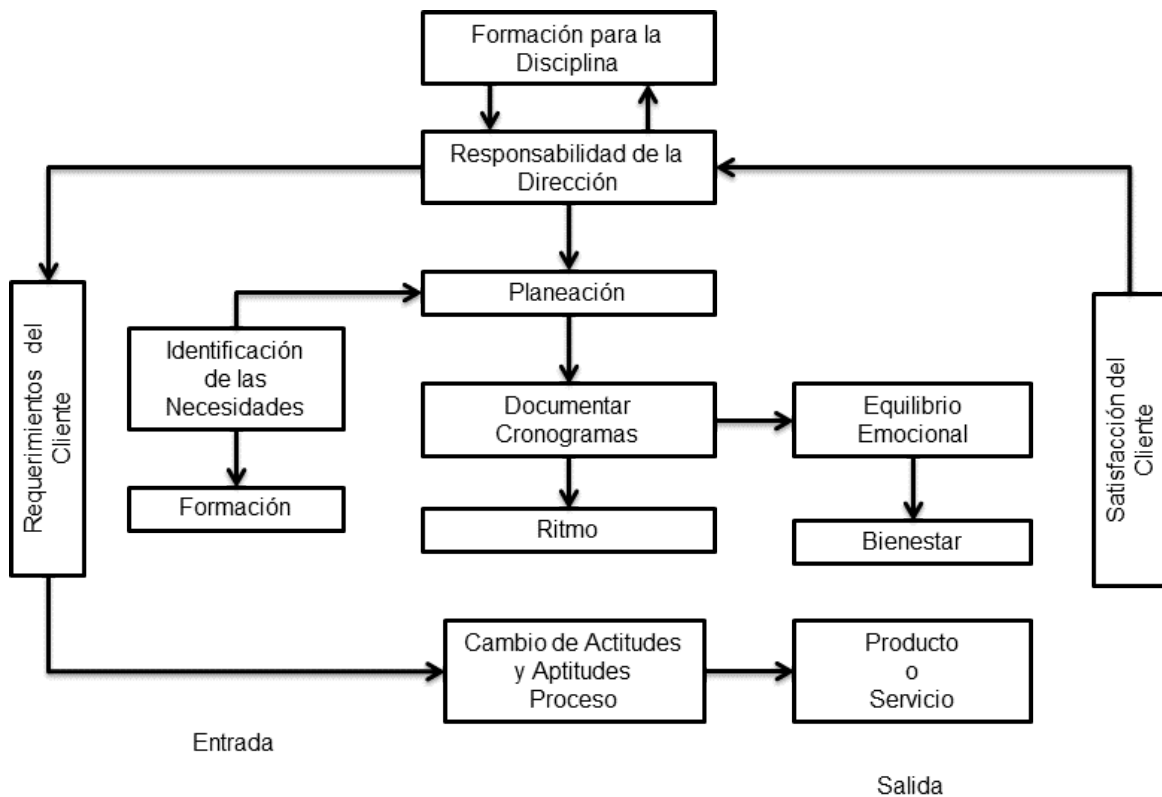 Formación para la
Disciplina
Responsabilidad de la
Dirección
Planeación
Requerimientos del
Cliente
Identificación
de las
Necesidades
Documentar
Cronogramas
Equilibrio
Emocional
Satisfacción del
Cliente
Formación
Ritmo
Bienestar
Cambio de Actitudes
y Aptitudes
Proceso
Producto
o
Servicio
Entrada
Salida